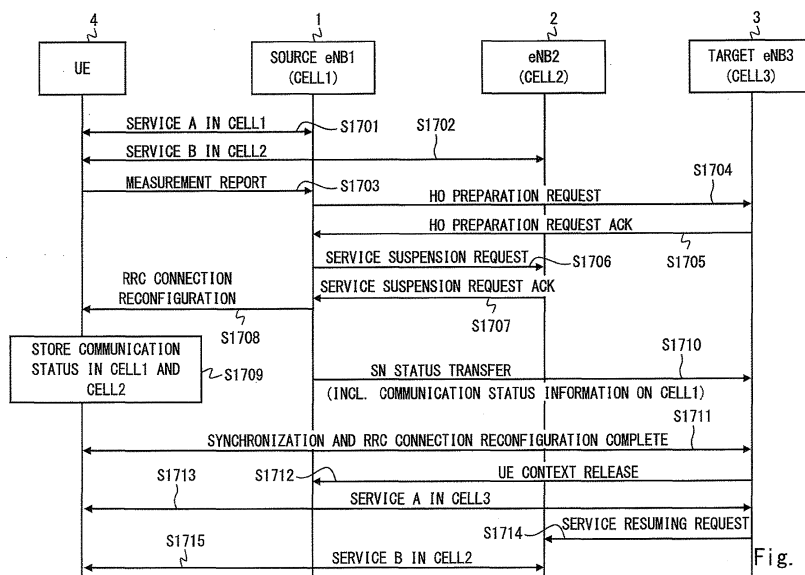 4
1
2
3
UE
SOURCE eNB1
(CELL1)
eNB2
(CELL2)
TARGET eNB3
(CELL3)
SERVICE A IN CELL1
S1701
S1702
SERVICE B IN CELL2
MEASUREMENT REPORT
S1703
S1704
HO PREPARATION REQUEST
HO PREPARATION REQUEST ACK
S1705
SERVICE SUSPENSION REQUEST
S1706
RRC CONNECTION
RECONFIGURATION
SERVICE SUSPENSION REQUEST ACK
S1708
S1707
STORE COMMUNICATION
STATUS IN CELL1 AND
CELL2
S1709
S1710
SN STATUS TRANSFER
(INCL. COMMUNICATION STATUS INFORMATION ON CELL1)
S1711
SYNCHRONIZATION AND RRC CONNECTION RECONFIGURATION COMPLETE
S1712
UE CONTEXT RELEASE
S1713
SERVICE A IN CELL3
S1714
SERVICE RESUMING REQUEST
S1715
SERVICE B IN CELL2
Fig.